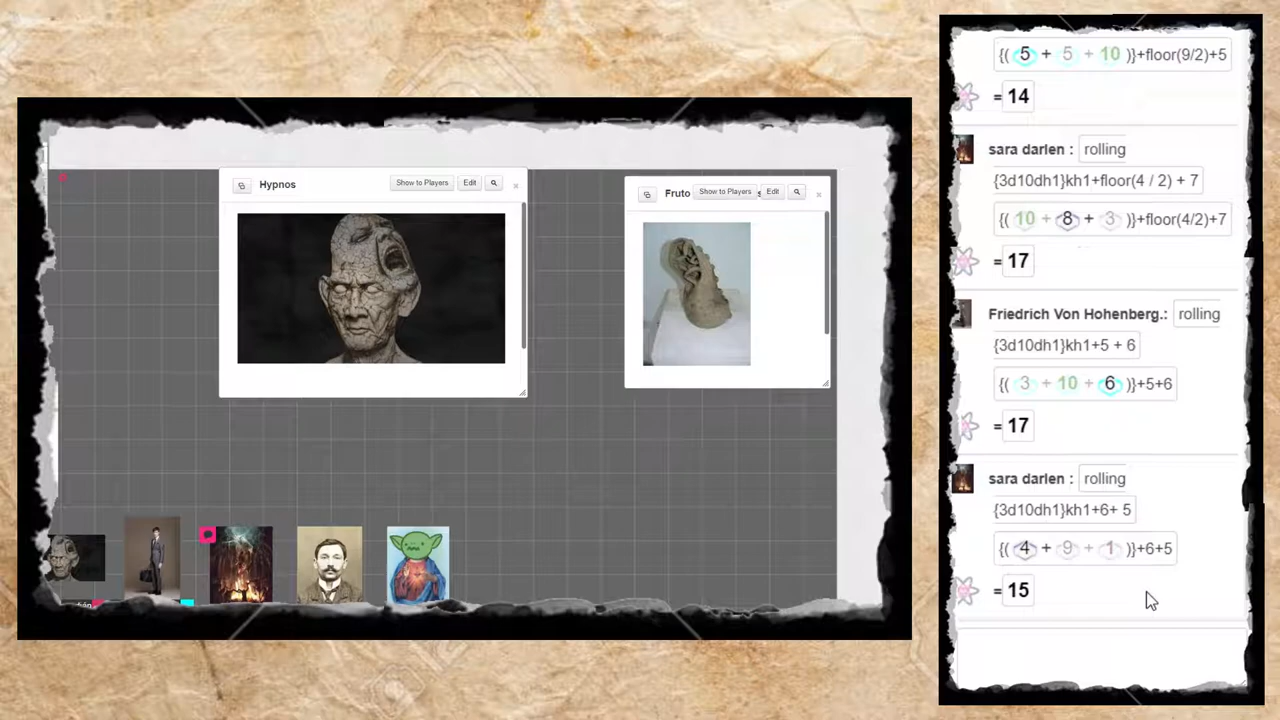 Hypnos
Show to Players
Edit
Fruto
Show to Players
Edit
{( 5 + 5 + 10 )}+floor(9/2)+5
= 14
sara darlen : rolling
{3d10dh1}kh1+floor(4 / 2) + 7
{( 10 + 8 + 3 )}+floor(4/2)+7
= 17
Friedrich Von Hohenberg.: rolling
{3d10dh1}kh1+5 + 6
{( 3 + 10 + 6 )}+5+6
= 17
sara darlen : rolling
{3d10dh1}kh1+6+ 5
{( 4 + 9 + 1 )}+6+5
= 15